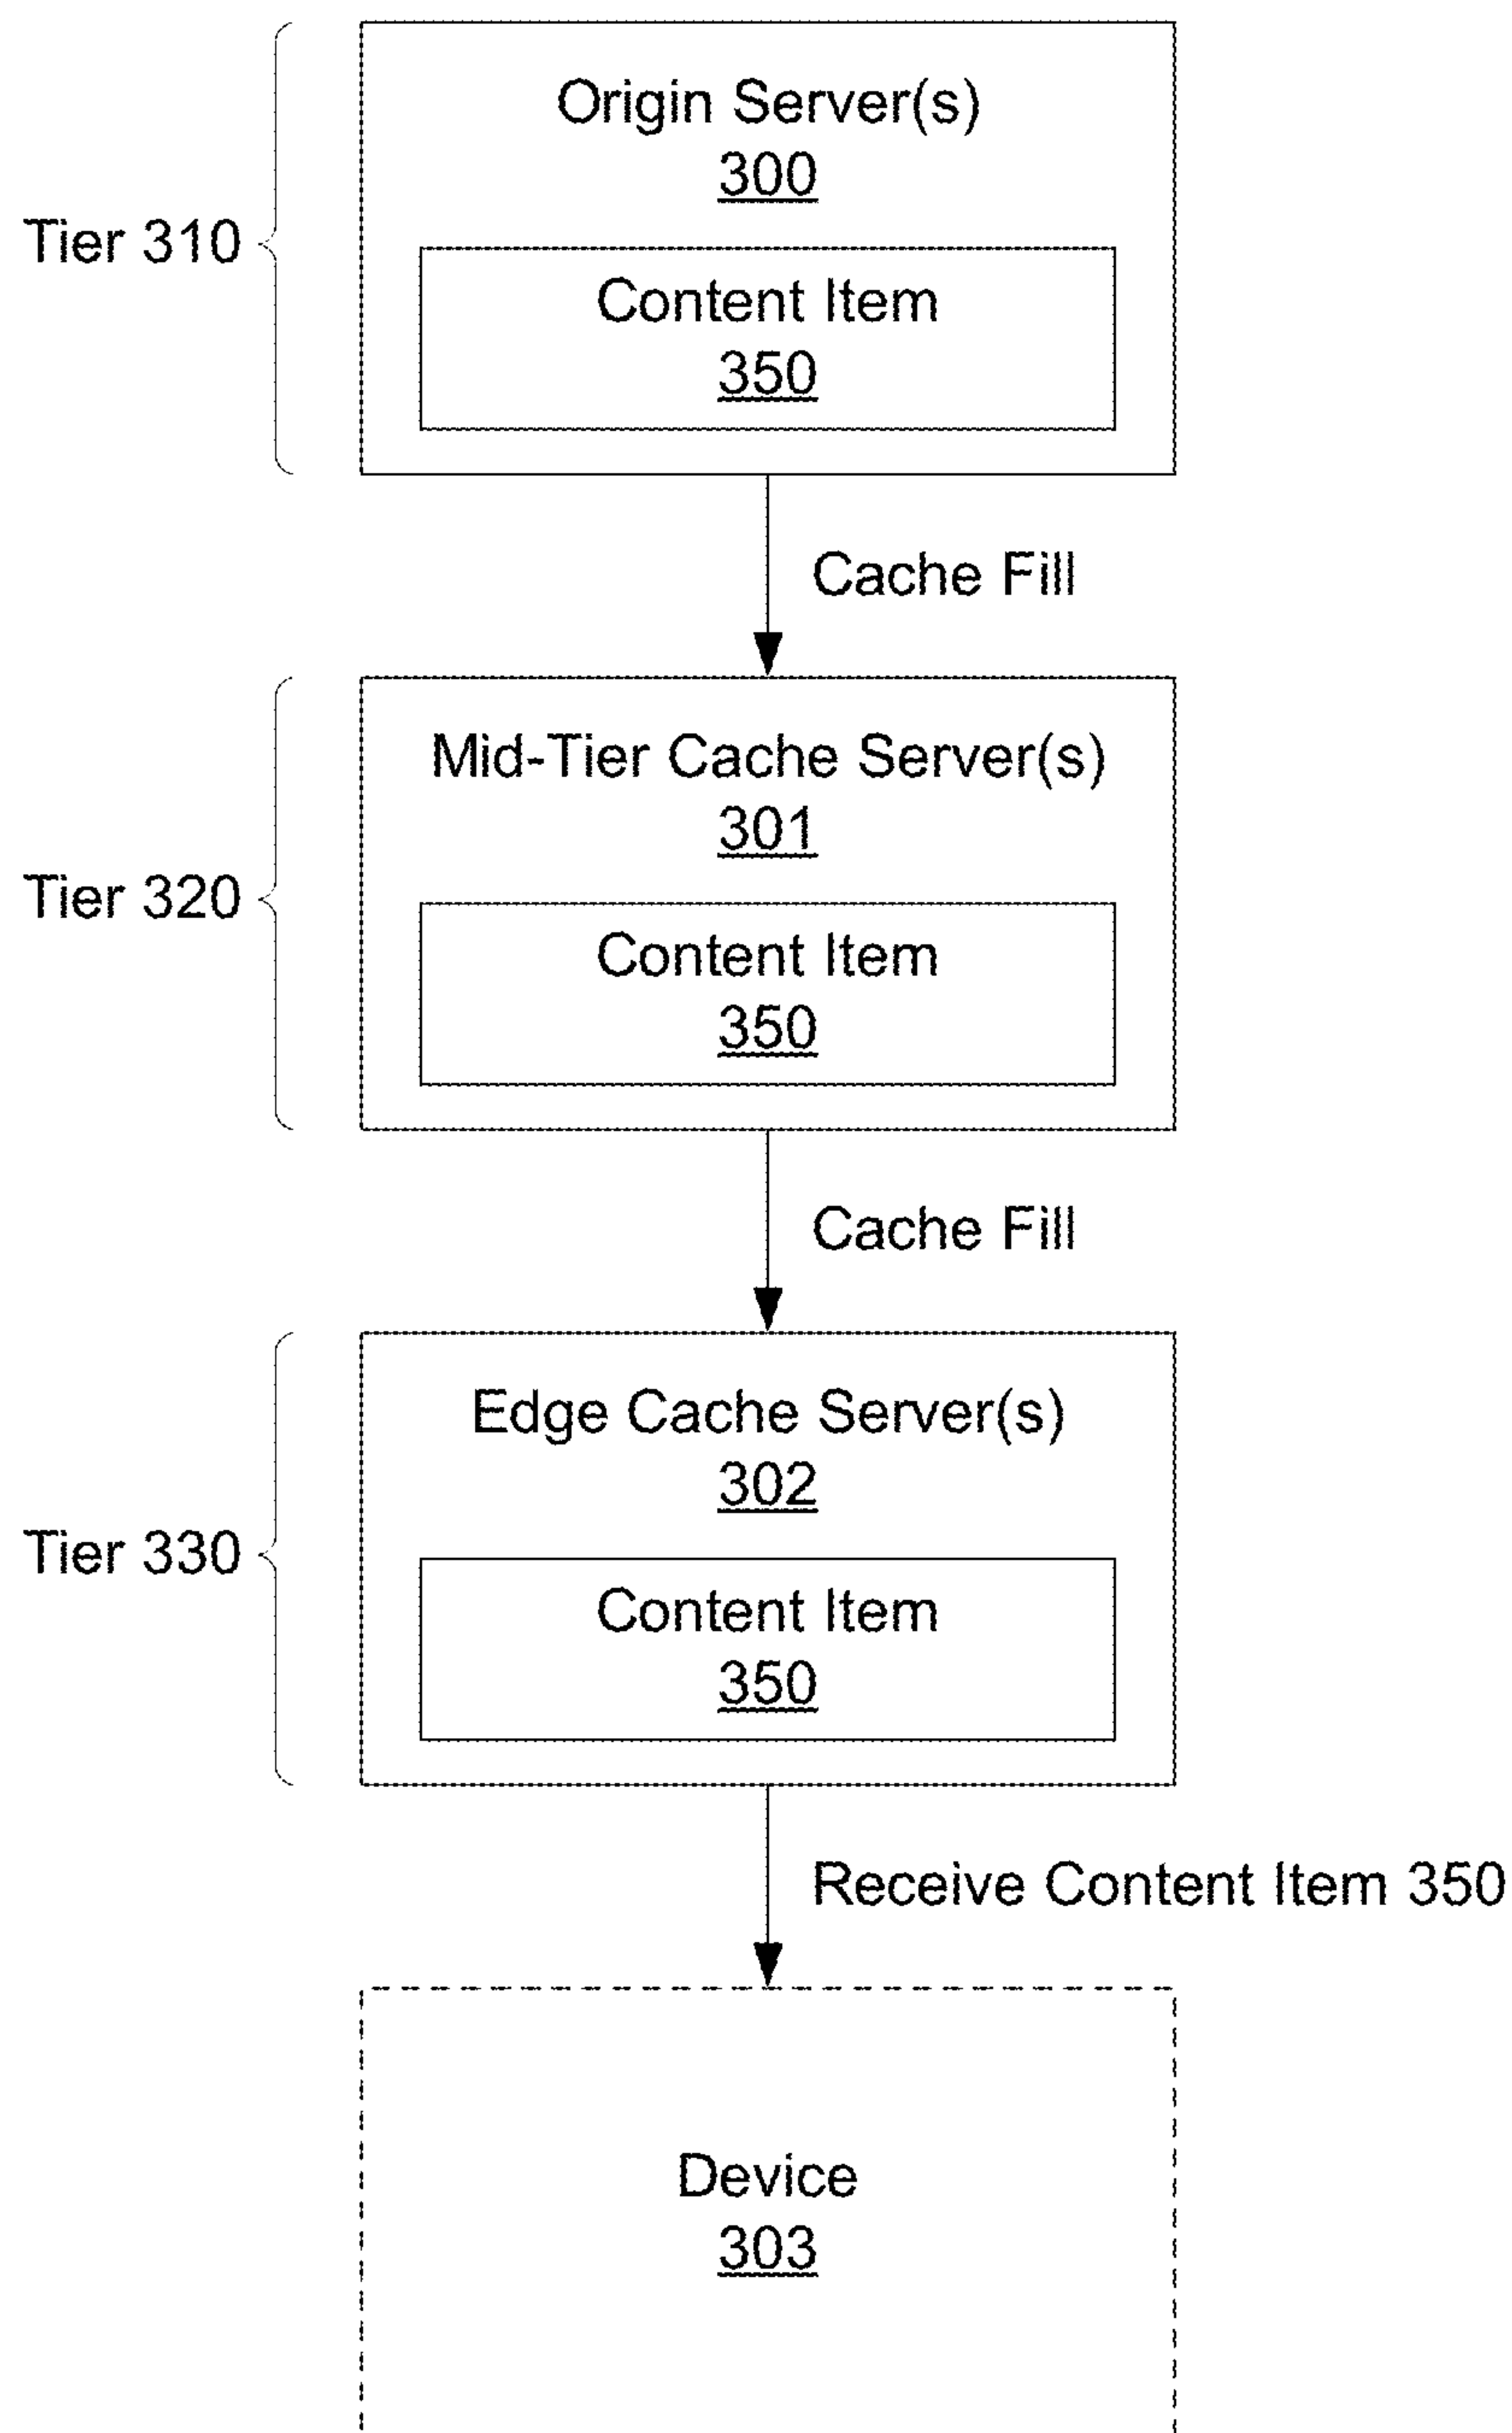 Origin Server(s)
300
Tier 310
Content Item
350
Cache Fill
Mid-Tier Cache Server(s)
301
Tier 320
Content Item
350
Cache Fill
Edge Cache Server(s)
302
Tier 330
Content Item
350
Receive Content Item 350
Device
303